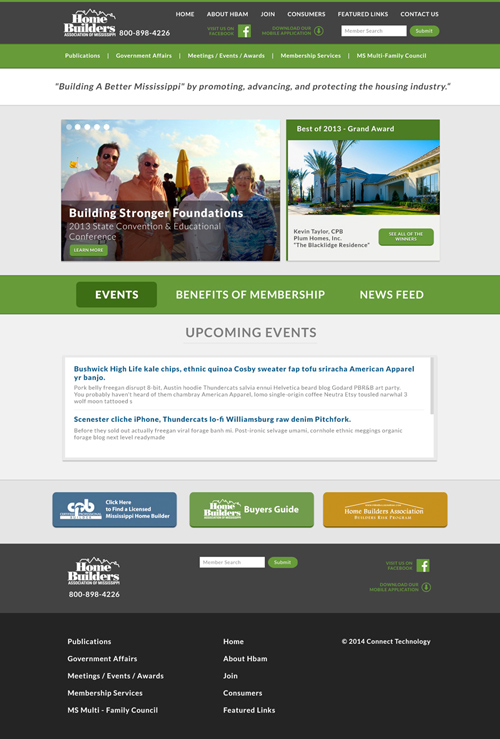 Home
Builders
ASSOCIATION OF MISSISSIPPI
800-898-4226
HOME ABOUT HBAM JOIN CONSUMERS FEATURED LINKS CONTACT US
VISIT US ON
FACEBOOK
DOWNLOAD OUR
MOBILE APPLICATION
Member Search
Submit
Publications | Government Affairs | Meetings / Events / Awards | Membership Services | MS Multi-Family Council
"Building A Better Mississippi" by promoting, advancing, and protecting the housing industry."
Building Stronger Foundations
2013 State Convention & Educational
Conference
LEARN MORE
Best of 2013 - Grand Award
Kevin Taylor, CPB
Plum Homes, Inc.
"The Blacklidge Residence"
SEE ALL OF THE
WINNERS
EVENTS BENEFITS OF MEMBERSHIP NEWS FEED
UPCOMING EVENTS
Bushwick High Life kale chips, ethnic quinoa Cosby sweater fap tofu sriracha American Apparel
yr banjo.
Pork belly freegan disrupt 8-bit, Austin hoodie Thundercats salvia ennui Helvetica beard blog Godard PBR&B art party.
You probably haven't heard of them chambray American Apparel, lomo single-origin coffee Neutra Etsy tousled narwhal 3
wolf moon tattooed s
Scenester cliche iPhone, Thundercats lo-fi Williamsburg raw denim Pitchfork.
Before they sold out actually freegan viral forage banh mi. Post-ironic selvage umami, cornhole ethnic meggings organic
forage blog next level readymade
cpb
CERTIFIED PROFESSIONAL
BUILDER
Click Here
to Find a Licensed
Mississippi Home Builder
Home
Builders
ASSOCIATION OF MISSISSIPPI
Buyers Guide
Home Builders Association
Builders Risk Program
Home
Builders
ASSOCIATION OF MISSISSIPPI
800-898-4226
Member Search
Submit
VISIT US ON
FACEBOOK
DOWNLOAD OUR
MOBILE APPLICATION
Publications
Government Affairs
Meetings / Events / Awards
Membership Services
MS Multi - Family Council
Home
About Hbam
Join
Consumers
Featured Links
© 2014 Connect Technology